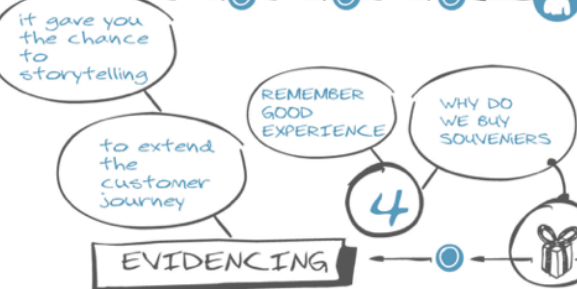 it gave you
the chance
to
storytelling
REMEMBER
GOOD
EXPERIENCE
WHY DO
WE BUY
SOUVENIERS
to extend
the
customer
journey
4
EVIDENCING